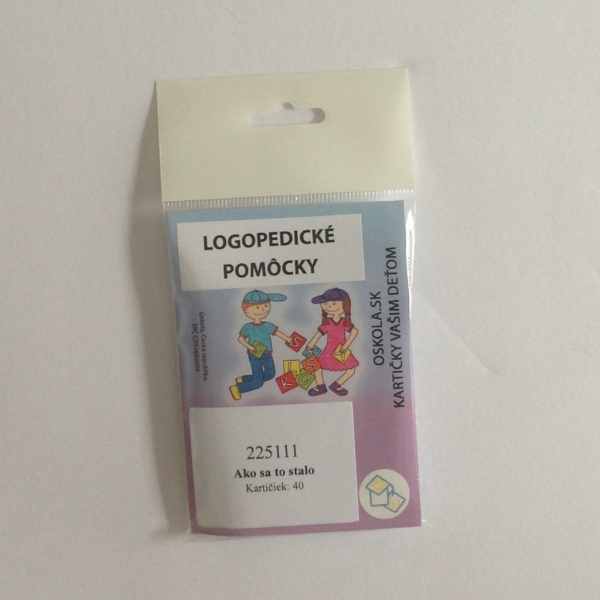 LOGOPEDICKÉ
POMÔCKY
OSKOLA.SK
KARTIČKY VAŠIM DEŤOM
225111
Ako sa to stalo
Kartičiek: 40